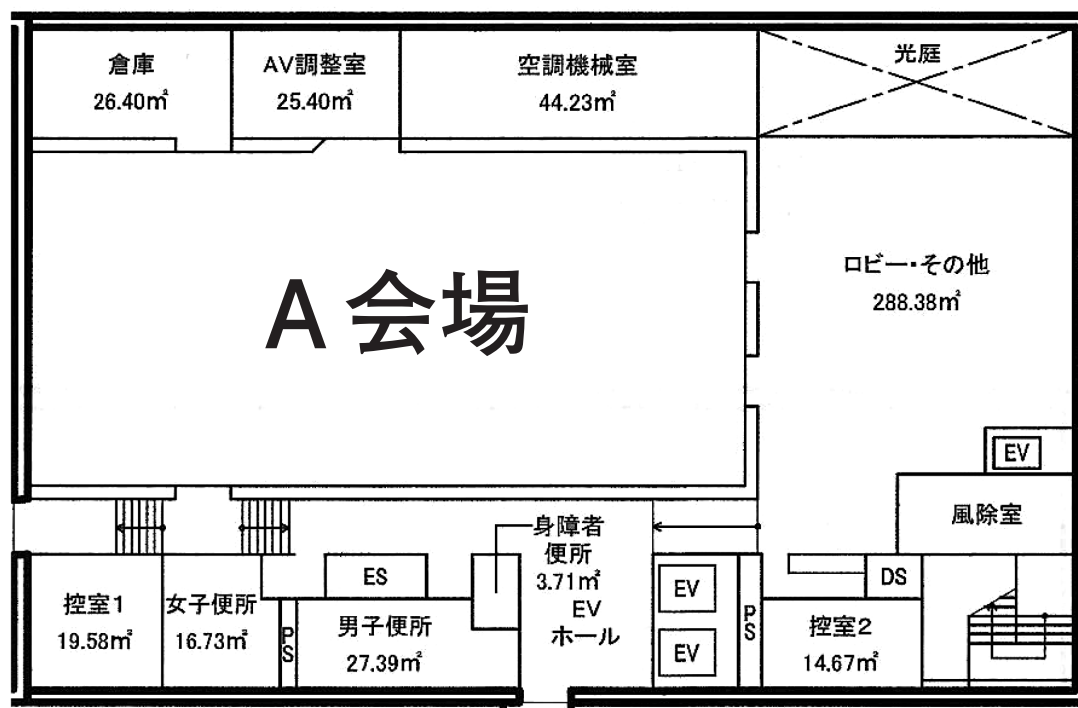 倉庫
26.40㎡
AV調整室
25.40㎡
空調機械室
44.23㎡
光庭
A会場
ロビー・その他
288.38㎡
EV
風除室
身障者
便所
3.71㎡
EV
ホール
ES
EV
EV
PS
DS
控室1
19.58㎡
女子便所
16.73㎡
PS
男子便所
27.39㎡
控室2
14.67㎡